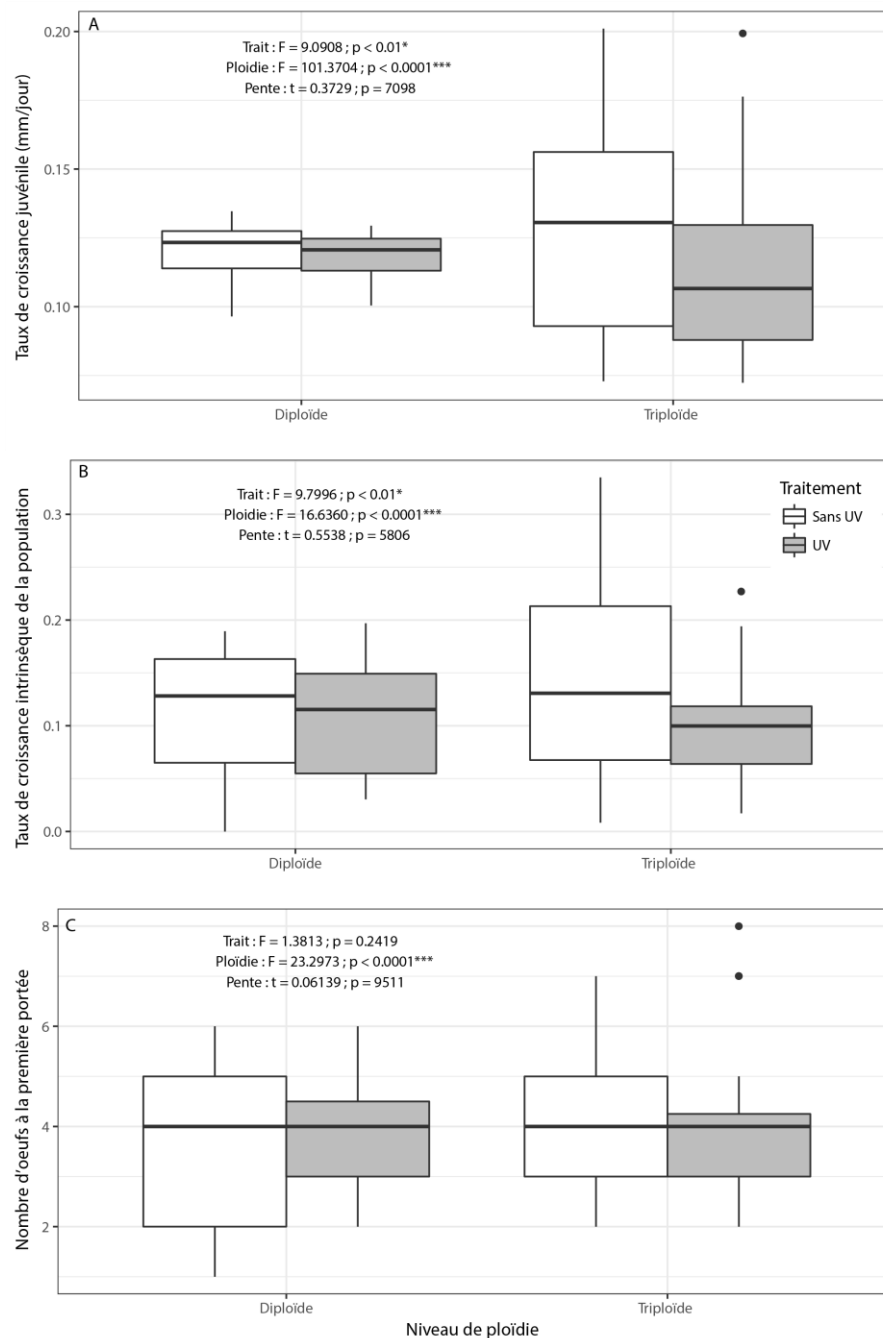 A
Trait : F = 9.0908 ; p < 0.01*
Ploidie : F = 101.3704 ; p < 0.0001***
Pente : t = 0.3729 ; p = 7098
Taux de croissance juvénile (mm/jour)
0.20
0.15
0.10
Diploïde
Triploïde
B
Trait : F = 9.7996 ; p < 0.01*
Ploidie : F = 16.6360 ; p < 0.0001***
Pente : t = 0.5538 ; p = 5806
Traitement
Sans UV
UV
Taux de croissance intrinsèque de la population
0.3
0.2
0.1
0.0
Diploïde
Triploïde
C
Trait : F = 1.3813 ; p = 0.2419
Ploïdie : F = 23.2973 ; p < 0.0001***
Pente : t = 0.06139 ; p = 9511
Nombre d'oeufs à la première portée
8
6
4
2
Diploïde
Triploïde
Niveau de ploïdie